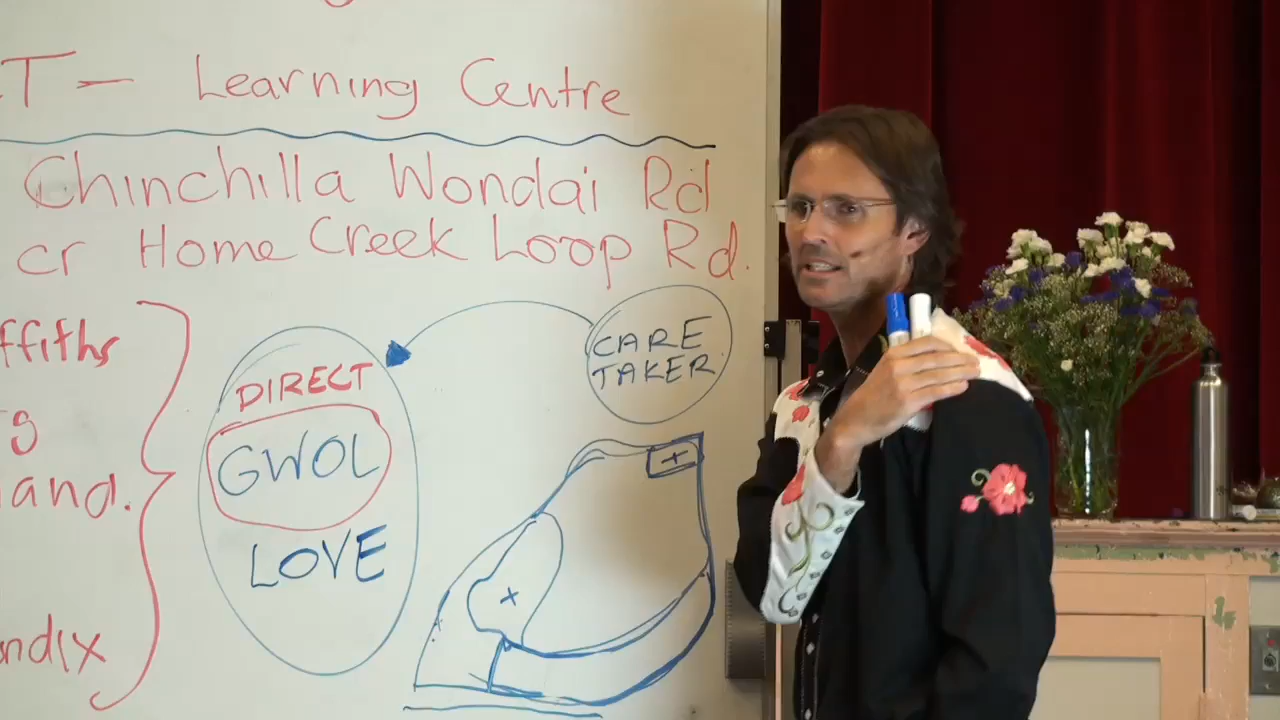 T - Learning Centre
Chinchilla Wondai Rd
cr Home Creek Loop Rd.
ffiths
and.
ndix
DIRECT
GWOL
LOVE
CARE
TAKER